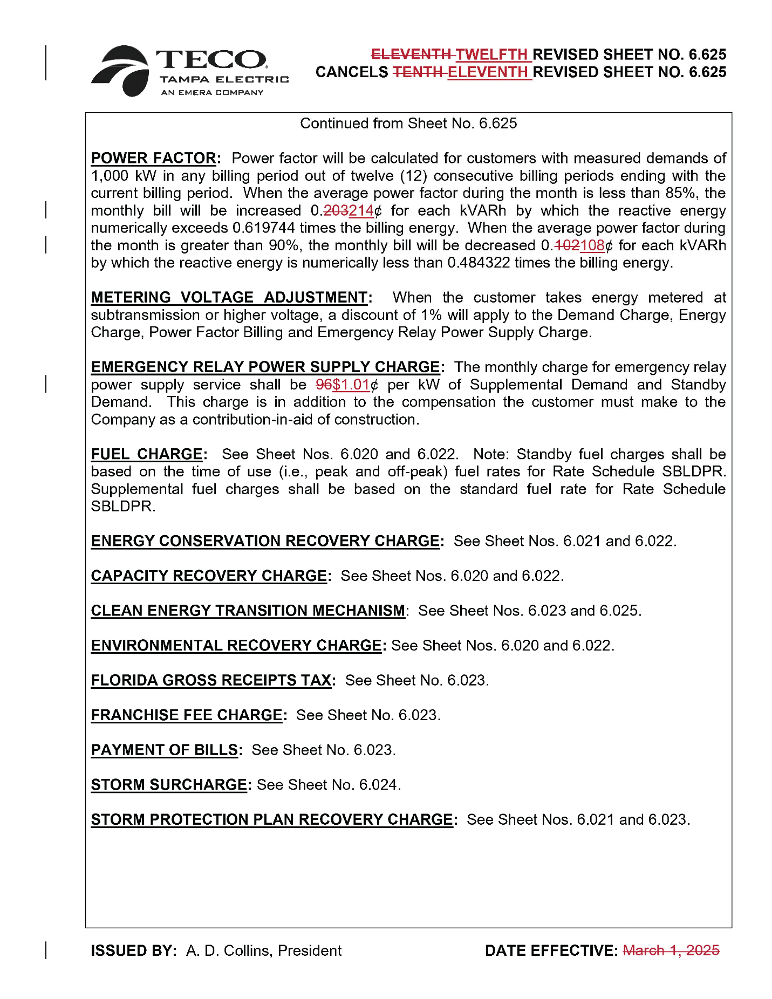 TECO.
TAMPA ELECTRIC
AN EMERA COMPANY
ELEVENTH TWELFTH REVISED SHEET NO. 6.625
CANCELS TENTH ELEVENTH REVISED SHEET NO. 6.625
Continued from Sheet No. 6.625
POWER FACTOR: Power factor will be calculated for customers with measured demands of
1,000 kW in any billing period out of twelve (12) consecutive billing periods ending with the
current billing period. When the average power factor during the month is less than 85%, the
monthly bill will be increased 0.203214¢ for each kVARh by which the reactive energy
numerically exceeds 0.619744 times the billing energy. When the average power factor during
the month is greater than 90%, the monthly bill will be decreased 0.102108¢ for each kVARh
by which the reactive energy is numerically less than 0.484322 times the billing energy.
METERING VOLTAGE ADJUSTMENT: When the customer takes energy metered at
subtransmission or higher voltage, a discount of 1% will apply to the Demand Charge, Energy
Charge, Power Factor Billing and Emergency Relay Power Supply Charge.
EMERGENCY RELAY POWER SUPPLY CHARGE: The monthly charge for emergency relay
power supply service shall be 96$1.01¢ per kW of Supplemental Demand and Standby
Demand. This charge is in addition to the compensation the customer must make to the
Company as a contribution-in-aid of construction.
FUEL CHARGE: See Sheet Nos. 6.020 and 6.022. Note: Standby fuel charges shall be
based on the time of use (i.e., peak and off-peak) fuel rates for Rate Schedule SBLDPR.
Supplemental fuel charges shall be based on the standard fuel rate for Rate Schedule
SBLDPR.
ENERGY CONSERVATION RECOVERY CHARGE: See Sheet Nos. 6.021 and 6.022.
CAPACITY RECOVERY CHARGE: See Sheet Nos. 6.020 and 6.022.
CLEAN ENERGY TRANSITION MECHANISM: See Sheet Nos. 6.023 and 6.025.
ENVIRONMENTAL RECOVERY CHARGE: See Sheet Nos. 6.020 and 6.022.
FLORIDA GROSS RECEIPTS TAX: See Sheet No. 6.023.
FRANCHISE FEE CHARGE: See Sheet No. 6.023.
PAYMENT OF BILLS: See Sheet No. 6.023.
STORM SURCHARGE: See Sheet No. 6.024.
STORM PROTECTION PLAN RECOVERY CHARGE: See Sheet Nos. 6.021 and 6.023.
ISSUED BY: A. D. Collins, President
DATE EFFECTIVE: March 1, 2025